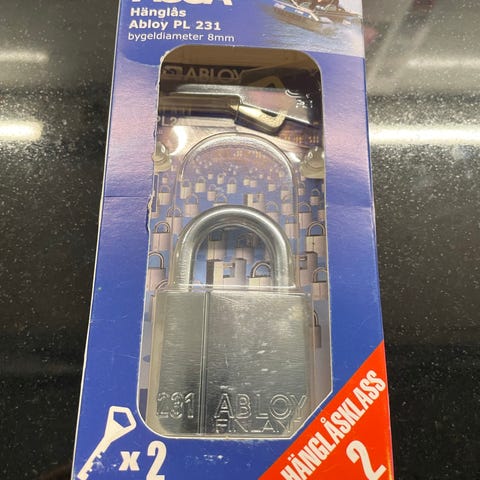 Hänglås
Abloy PL 231
bygeldiameter 8mm
ABLOY
231 ABLOY
FINLAND
x 2
HÄNGLÅSKLASS
2